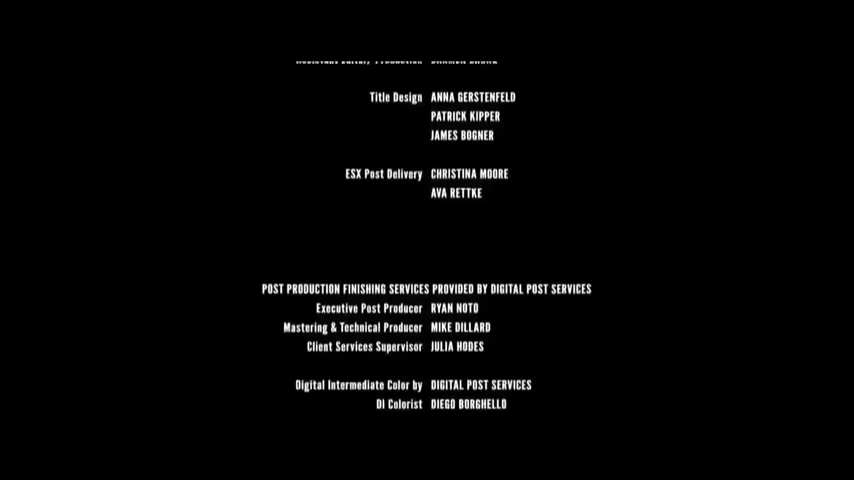 Title Design ANNA GERSTENFELD
PATRICK KIPPER
JAMES BOGNER
ESX Post Delivery CHRISTINA MOORE
AVA RETTKE
POST PRODUCTION FINISHING SERVICES PROVIDED BY DIGITAL POST SERVICES
Executive Post Producer RYAN NOTO
Mastering & Technical Producer MIKE DILLARD
Client Services Supervisor JULIA HODES
Digital Intermediate Color by DIGITAL POST SERVICES
DI Colorist DIEGO BORGHELLO